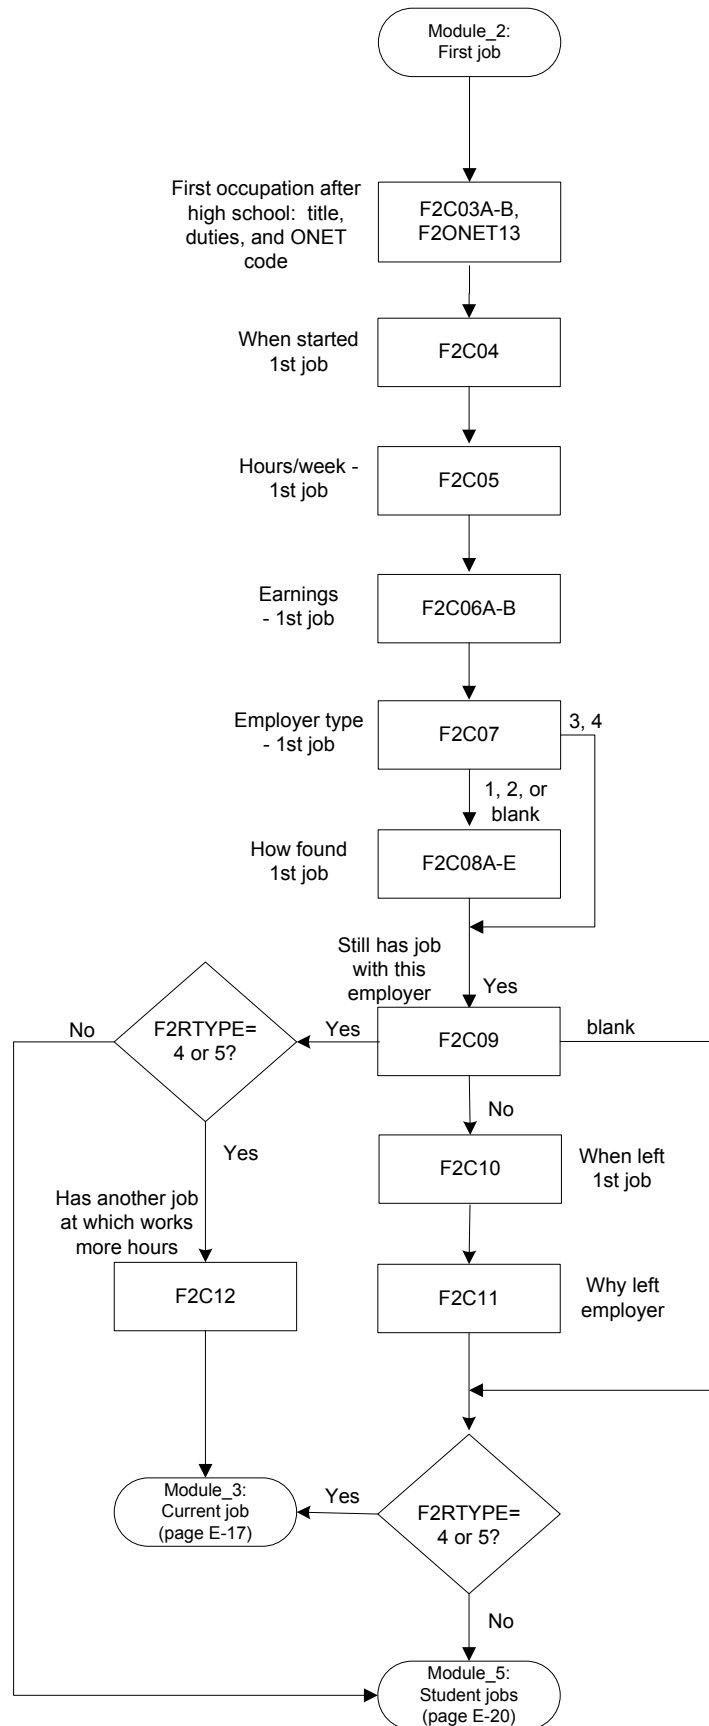 Module_2:
First job
First occupation after
high school:  title,
duties, and ONET
code
F2C03A-B,
F2ONET13
When started
1st job
F2C04
Hours/week -
1st job
F2C05
Earnings
- 1st job
F2C06A-B
Employer type
- 1st job
F2C07
3, 4
1, 2, or
blank
How found
1st job
F2C08A-E
Still has job
with this
employer
Yes
No
F2RTYPE=
4 or 5?
Yes
F2C09
blank
Yes
No
F2C10
When left
1st job
Has another job
at which works
more hours
F2C12
F2C11
Why left
employer
Module_3:
Current job
(page E-17)
Yes
F2RTYPE=
4 or 5?
No
Module_5:
Student jobs
(page E-20)